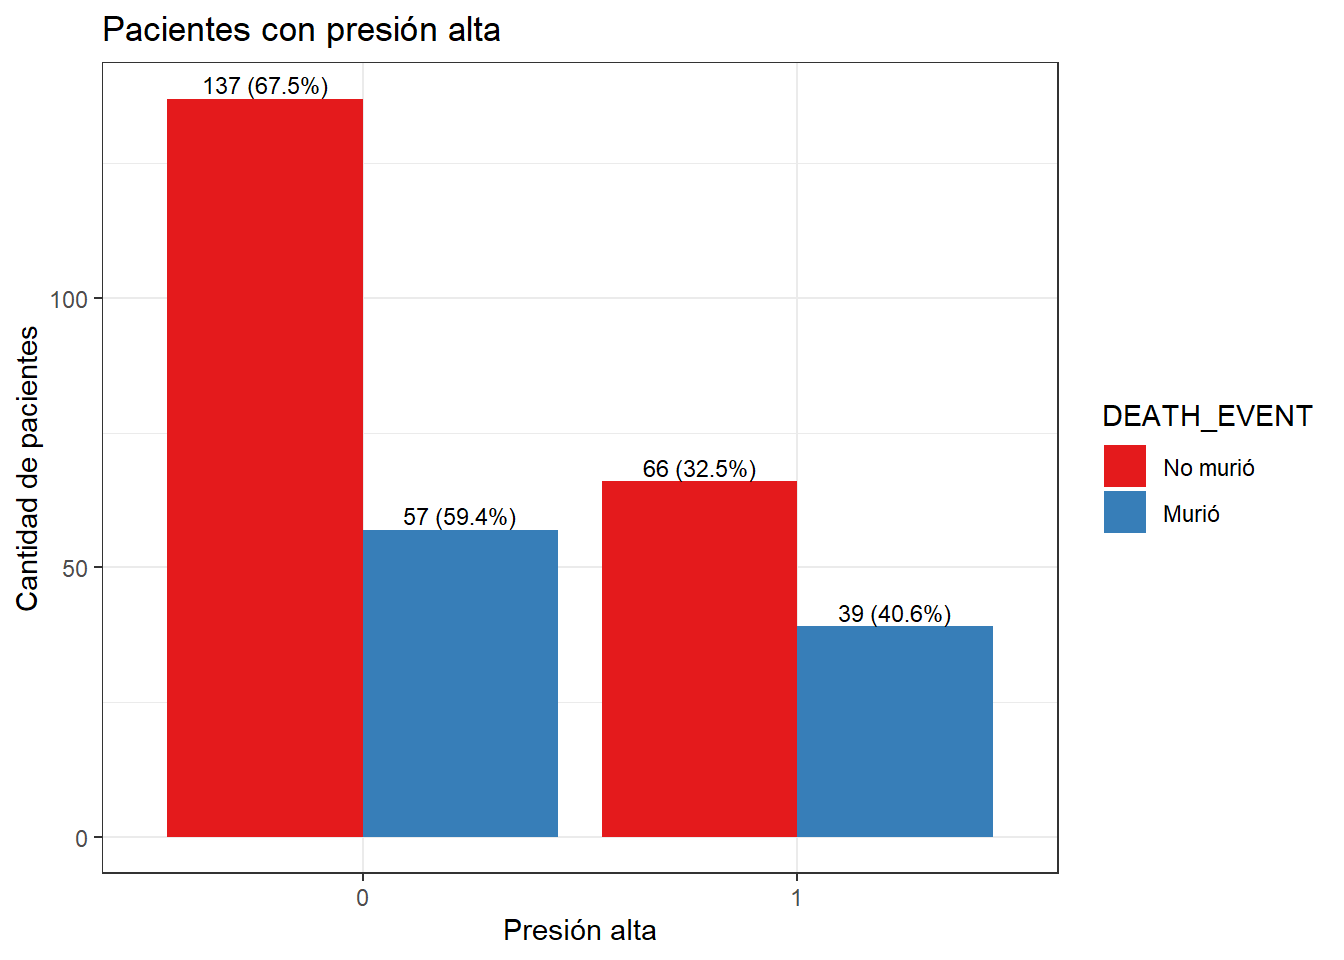 Pacientes con presión alta
137 (67.5%)
66 (32.5%)
57 (59.4%)
39 (40.6%)
100
50
0
Cantidad de pacientes
0
1
Presión alta
DEATH_EVENT
No murió
Murió